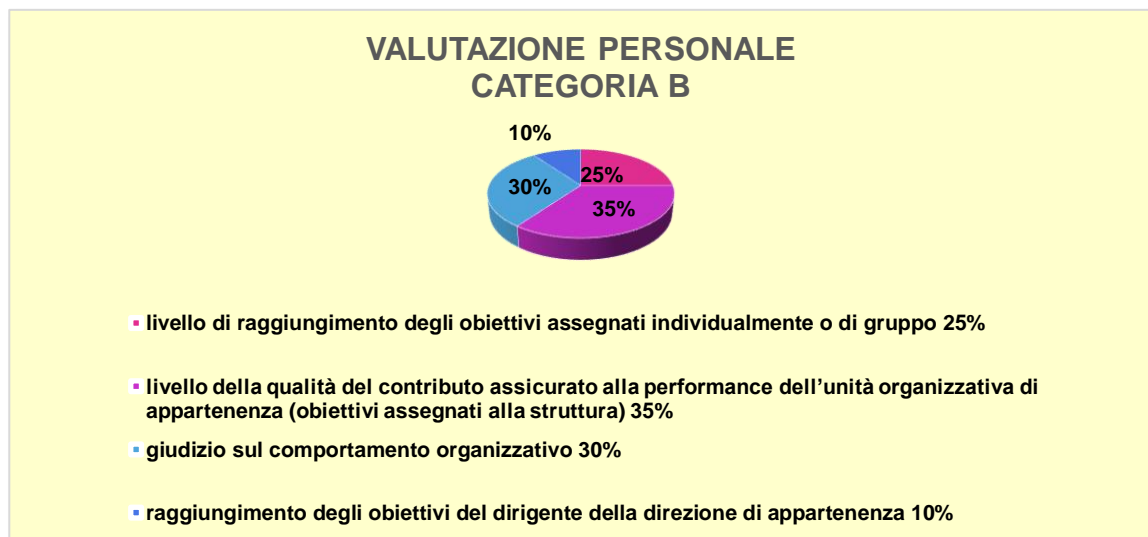 VALUTAZIONE PERSONALE
CATEGORIA B
10%
25%
30%
35%
livello di raggiungimento degli obiettivi assegnati individualmente o di gruppo 25%
livello della qualità del contributo assicurato alla performance dell’unità organizzativa di
appartenenza (obiettivi assegnati alla struttura) 35%
giudizio sul comportamento organizzativo 30%
raggiungimento degli obiettivi del dirigente della direzione di appartenenza 10%